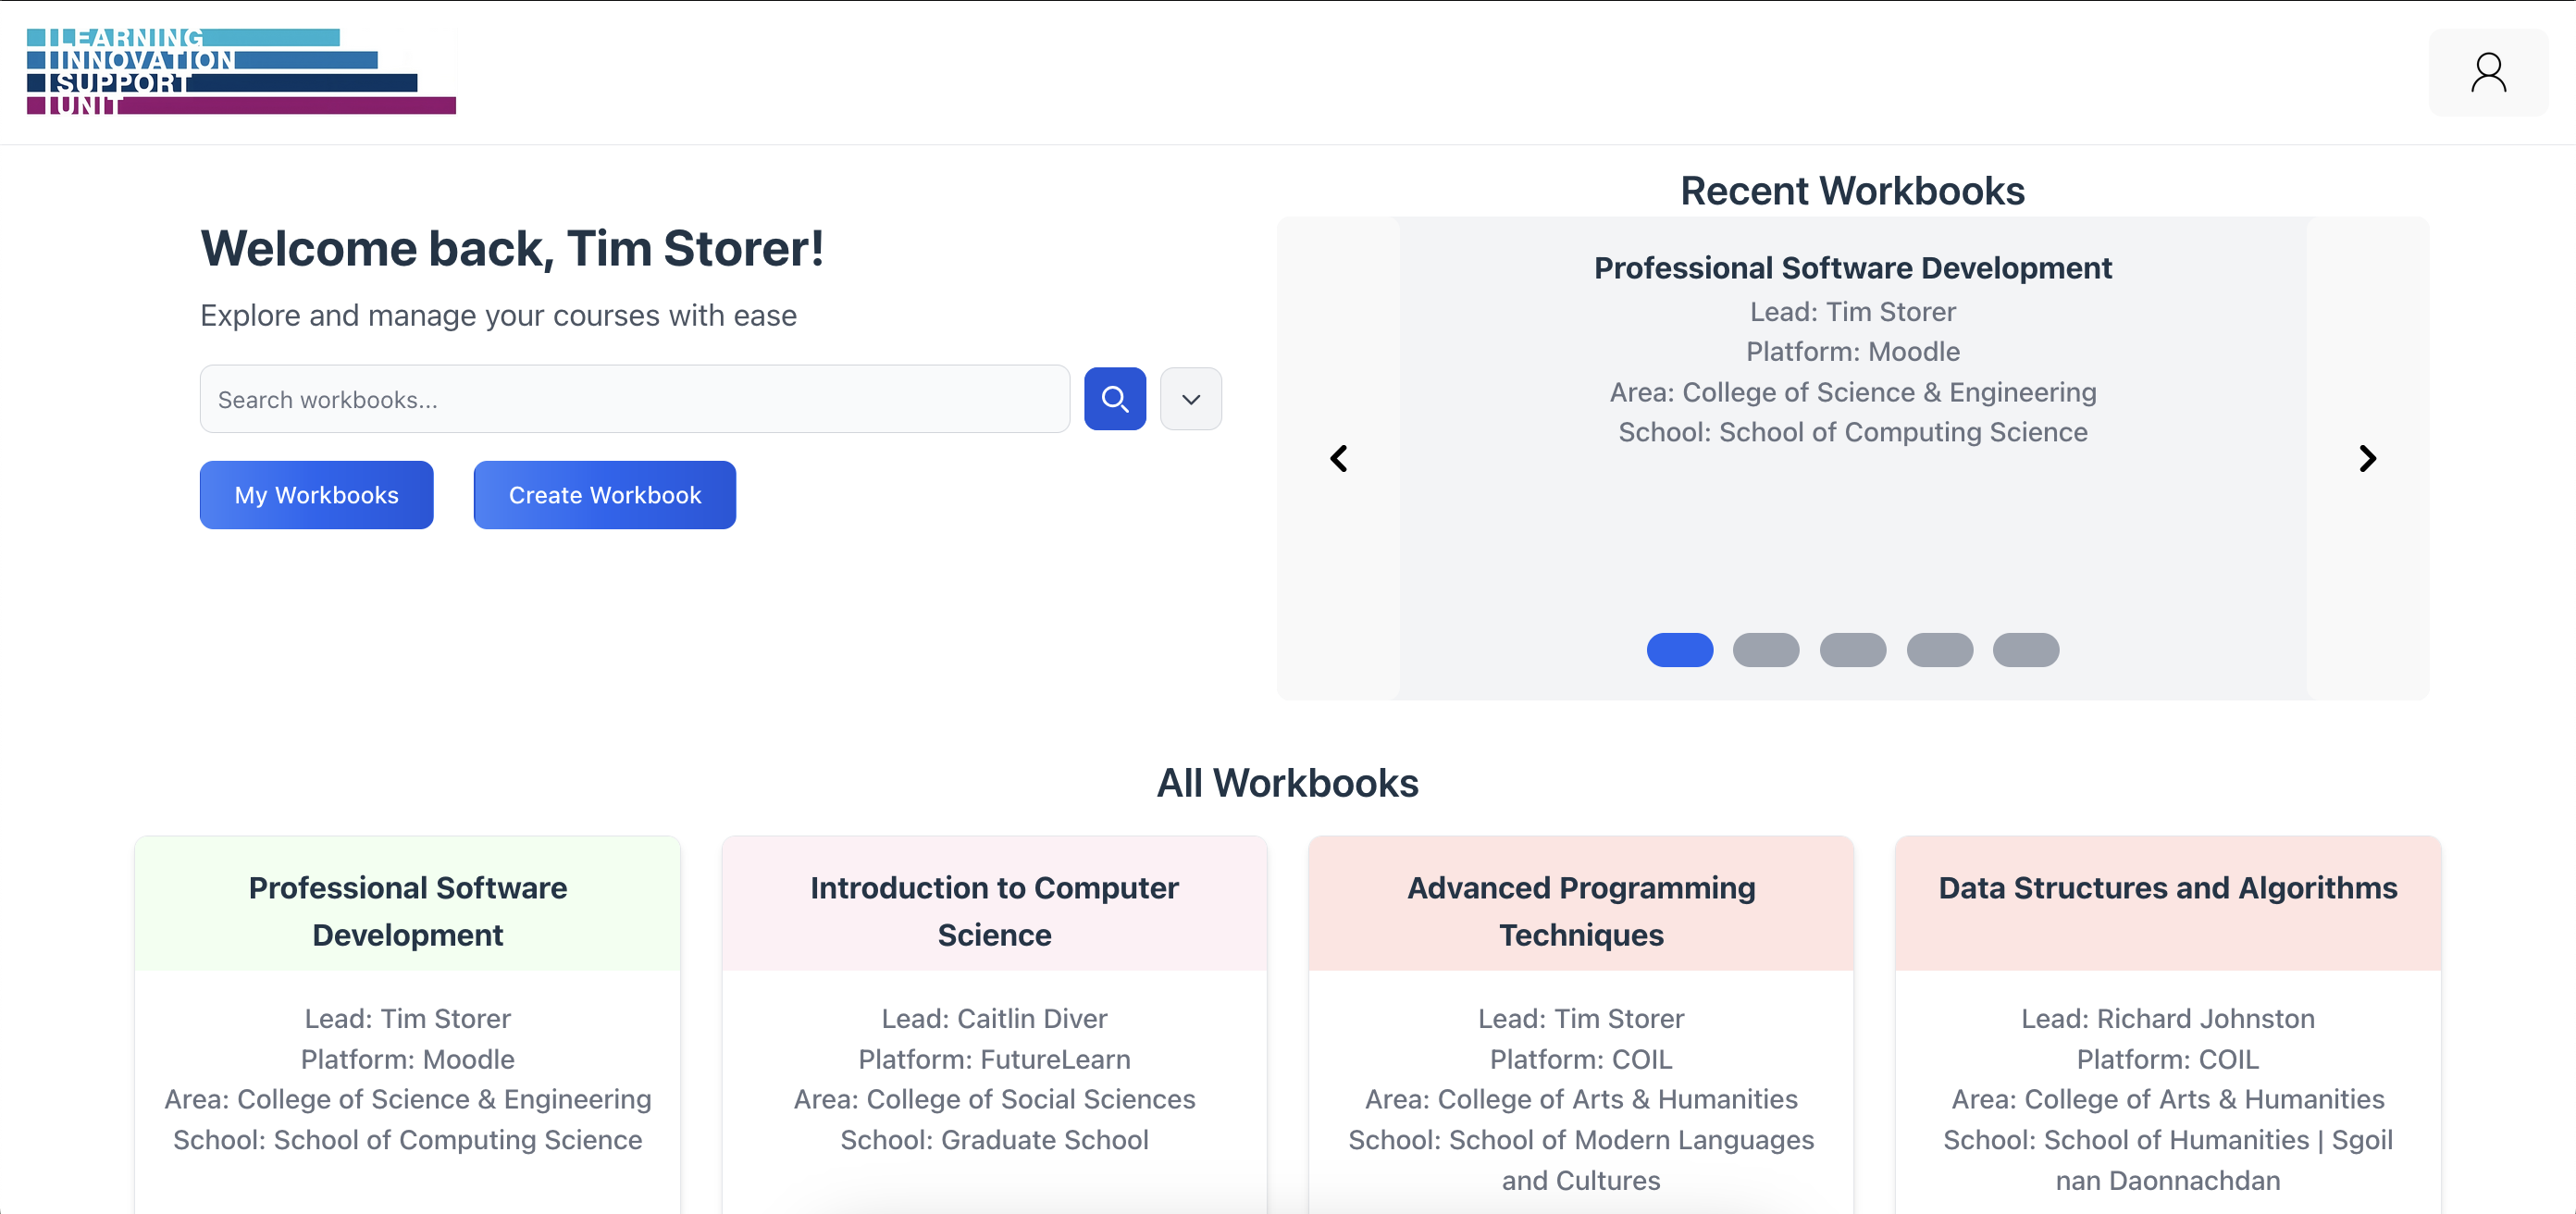 LEARNING
INNOVATION
SUPPORT
UNIT
Welcome back, Tim Storer!
Explore and manage your courses with ease
Search workbooks...
My Workbooks
Create Workbook
Recent Workbooks
Professional Software Development
Lead: Tim Storer
Platform: Moodle
Area: College of Science & Engineering
School: School of Computing Science
All Workbooks
Professional Software
Development
Lead: Tim Storer
Platform: Moodle
Area: College of Science & Engineering
School: School of Computing Science
Introduction to Computer
Science
Lead: Caitlin Diver
Platform: FutureLearn
Area: College of Social Sciences
School: Graduate School
Advanced Programming
Techniques
Lead: Tim Storer
Platform: COIL
Area: College of Arts & Humanities
School: School of Modern Languages
and Cultures
Data Structures and Algorithms
Lead: Richard Johnston
Platform: COIL
Area: College of Arts & Humanities
School: School of Humanities | Sgoil
nan Daonnachdan